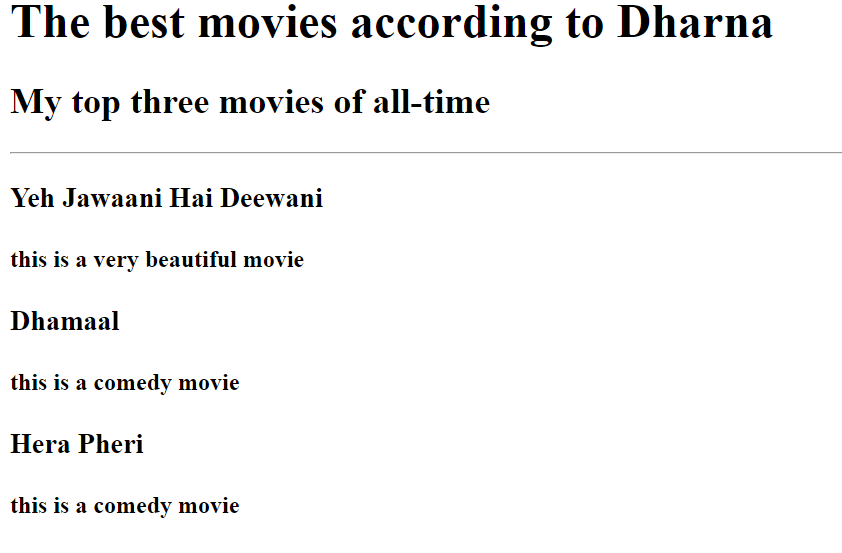 The best movies according to Dharna
My top three movies of all-time
Yeh Jawaani Hai Deewani
this is a very beautiful movie
Dhamaal
this is a comedy movie
Hera Pheri
this is a comedy movie